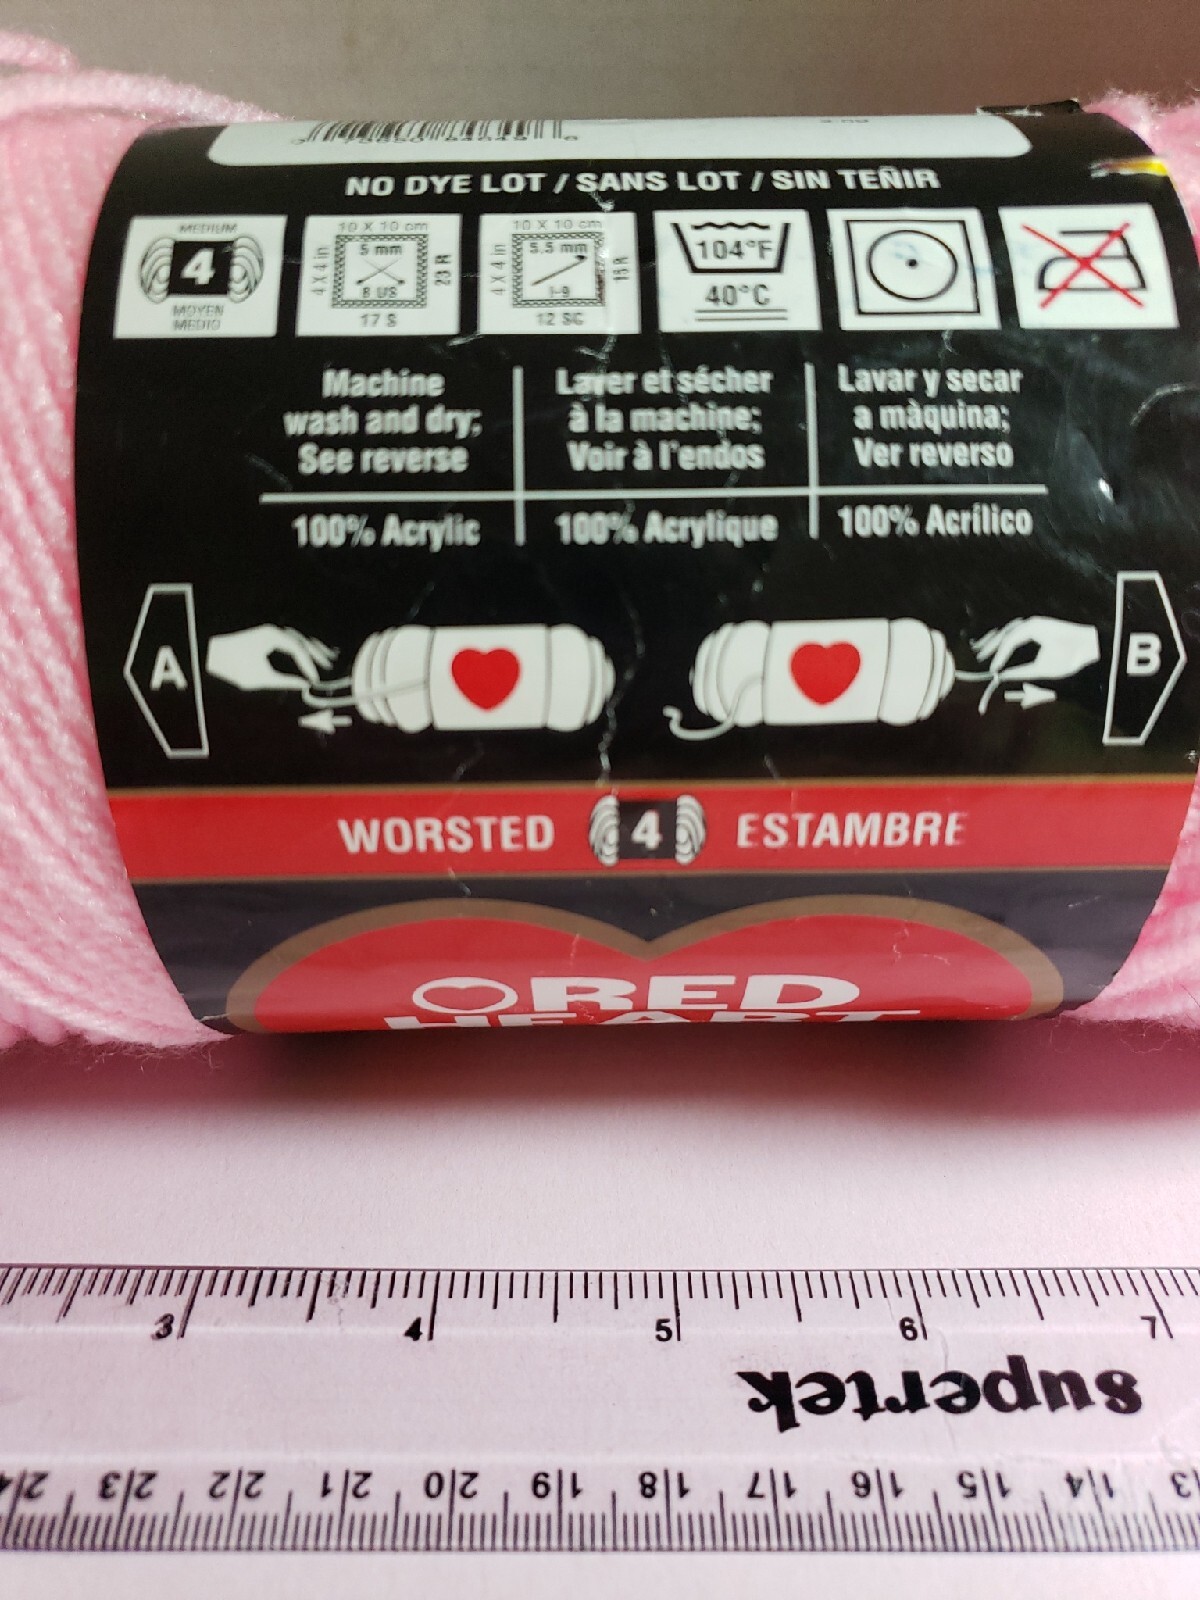 NO DYE LOT / SANS LOT / SIN TEÑIR
MEDIUM
4
MOYEN
MEDIO
10 X 10 cm
4 X 4 in
5 mm
8 US
23 R
17 S
10 X 10 cm
4 X 4 in
5.5 mm
I-9
15 R
12 SC
104°F
40°C
Machine
wash and dry;
See reverse
Laver et sécher
à la machine;
Voir à l'endos
Lavar y secar
a màquina;
Ver reverso
100% Acrylic
100% Acrylique
100% Acrílico
A
B
WORSTED 4 ESTAMBRE
RED
HEART
3 4 5 6 7
supertek
24 23 22 21 20 19 18 17 16 15 14